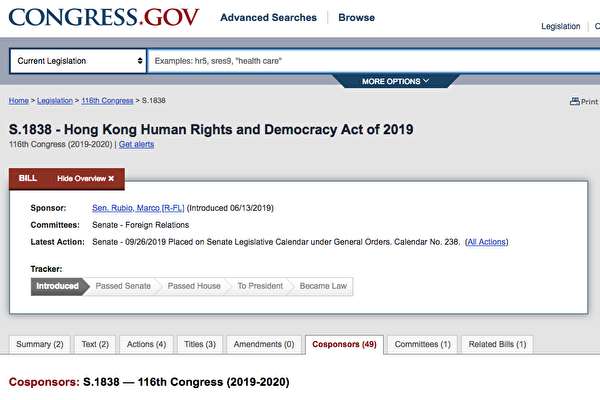 CONGRESS.GOV Advanced Searches Browse
Legislation
Current Legislation Examples: hr5, sres9, "health care"
MORE OPTIONS
Home > Legislation > 116th Congress > S.1838 Print
S.1838 - Hong Kong Human Rights and Democracy Act of 2019
116th Congress (2019-2020) | Get alerts
BILL Hide Overview ×
Sponsor: Sen. Rubio, Marco [R-FL] (Introduced 06/13/2019)
Committees: Senate - Foreign Relations
Latest Action: Senate - 09/26/2019 Placed on Senate Legislative Calendar under General Orders. Calendar No. 238. (All Actions)
Tracker:
Introduced Passed Senate Passed House To President Became Law
Summary (2) Text (2) Actions (4) Titles (3) Amendments (0) Cosponsors (49) Committees (1) Related Bills (1)
Cosponsors: S.1838 — 116th Congress (2019-2020)